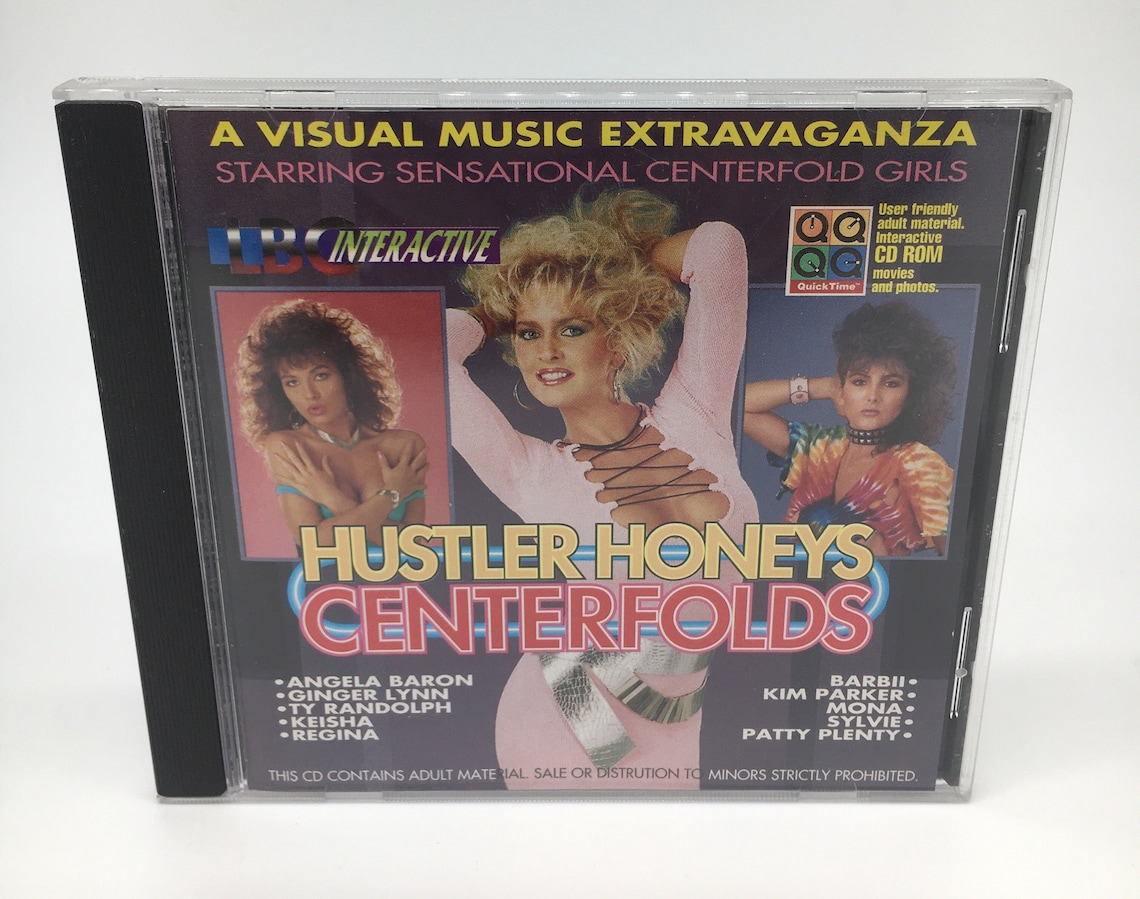 A VISUAL MUSIC EXTRAVAGANZA
STARRING SENSATIONAL CENTERFOLD GIRLS
LBC INTERACTIVE
QuickTime™
User friendly
adult material.
Interactive
CD ROM
movies
and photos.
HUSTLER HONEYS
CENTERFOLDS
•ANGELA BARON
•GINGER LYNN
•TY RANDOLPH
•KEISHA
•REGINA
BARBII•
KIM PARKER•
MONA•
SYLVIE•
PATTY PLENTY•
THIS CD CONTAINS ADULT MATERIAL. SALE OR DISTRUTION TO MINORS STRICTLY PROHIBITED.